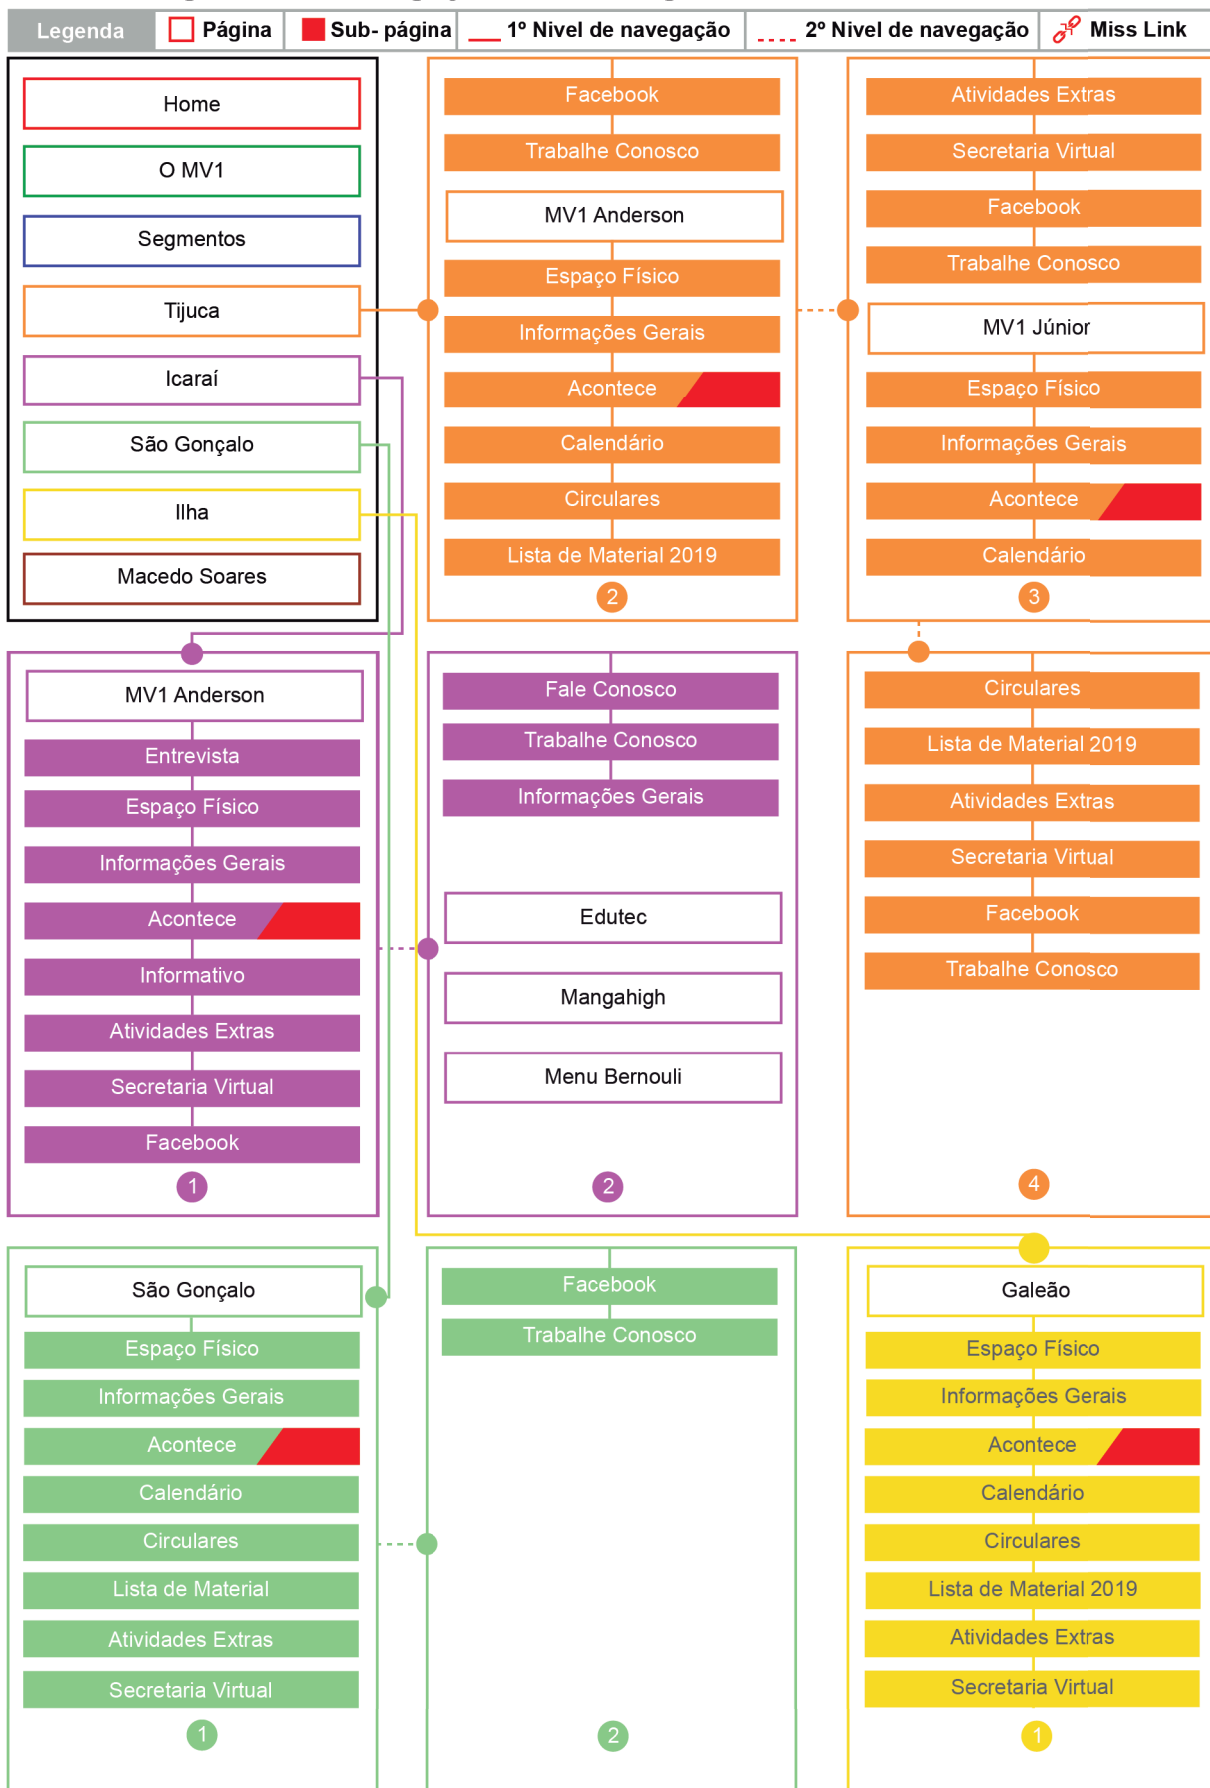 Legenda
Página
Sub- página
1º Nivel de navegação
2º Nivel de navegação
Miss Link
Home
O MV1
Segmentos
Tijuca
Icaraí
São Gonçalo
Ilha
Macedo Soares
Facebook
Trabalhe Conosco
MV1 Anderson
Espaço Físico
Informações Gerais
Acontece
Calendário
Circulares
Lista de Material 2019
2
Atividades Extras
Secretaria Virtual
Facebook
Trabalhe Conosco
MV1 Júnior
Espaço Físico
Informações Gerais
Acontece
Calendário
3
MV1 Anderson
Entrevista
Espaço Físico
Informações Gerais
Acontece
Informativo
Atividades Extras
Secretaria Virtual
Facebook
1
Fale Conosco
Trabalhe Conosco
Informações Gerais
Edutec
Mangahigh
Menu Bernouli
2
Circulares
Lista de Material 2019
Atividades Extras
Secretaria Virtual
Facebook
Trabalhe Conosco
4
São Gonçalo
Espaço Físico
Informações Gerais
Acontece
Calendário
Circulares
Lista de Material
Atividades Extras
Secretaria Virtual
1
Facebook
Trabalhe Conosco
2
Galeão
Espaço Físico
Informações Gerais
Acontece
Calendário
Circulares
Lista de Material 2019
Atividades Extras
Secretaria Virtual
1